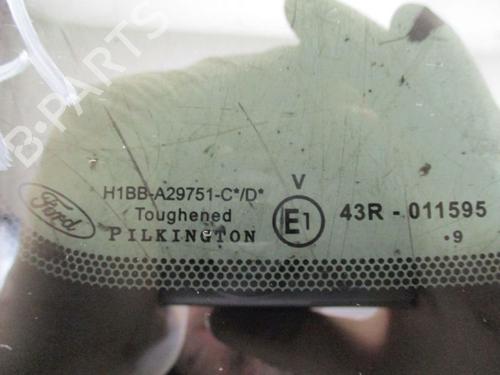 B-PARTS
H1BB-A29751-C*/D*
Toughened
PILKINGTON
Ford
V
E1
43R - 011595
·9